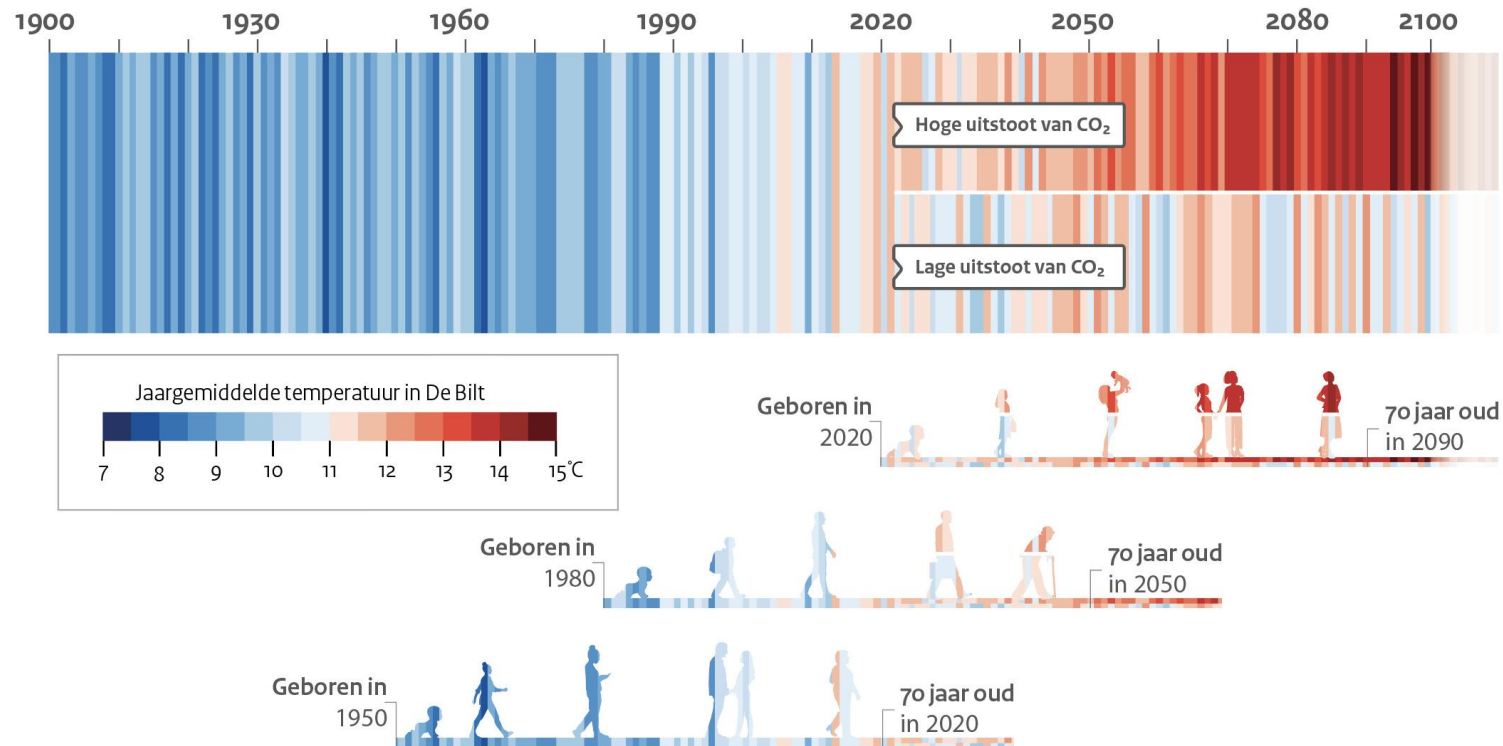 1900 1930 1960 1990 2020 2050 2080 2100
Hoge uitstoot van CO₂
Lage uitstoot van CO₂
Jaargemiddelde temperatuur in De Bilt
7 8 9 10 11 12 13 14 15°C
Geboren in
2020
70 jaar oud
in 2090
Geboren in
1980
70 jaar oud
in 2050
Geboren in
1950
70 jaar oud
in 2020